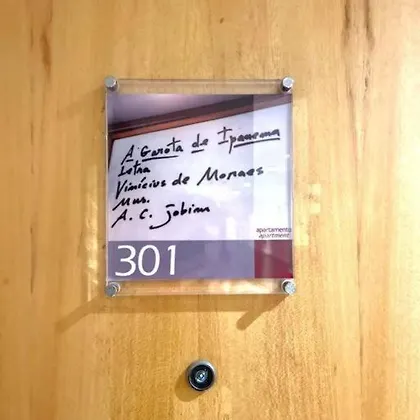 A Garota de Ipanema
Letra
Vinícius de Moraes
Mus.
A. C. Jobim
apartamento
apartment
301